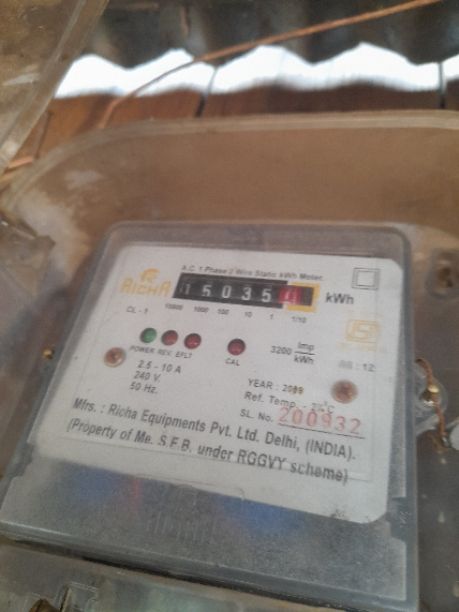 A.C. 1 Phase 2 Wire Static kWh Meter.
RICHA
15035
kWh
10000 1000 100 10 1 1/10
CL - 1
POWER REV. EFLT
CAL
3200 Imp/kWh
2.5 - 10 A
240 V.
50 Hz.
YEAR : 2009
Ref. Temp.
SL. No. 200932
Mfrs. : Richa Equipments Pvt. Ltd. Delhi, (INDIA).
(Property of Me. S.E.B. under RGGVY scheme)